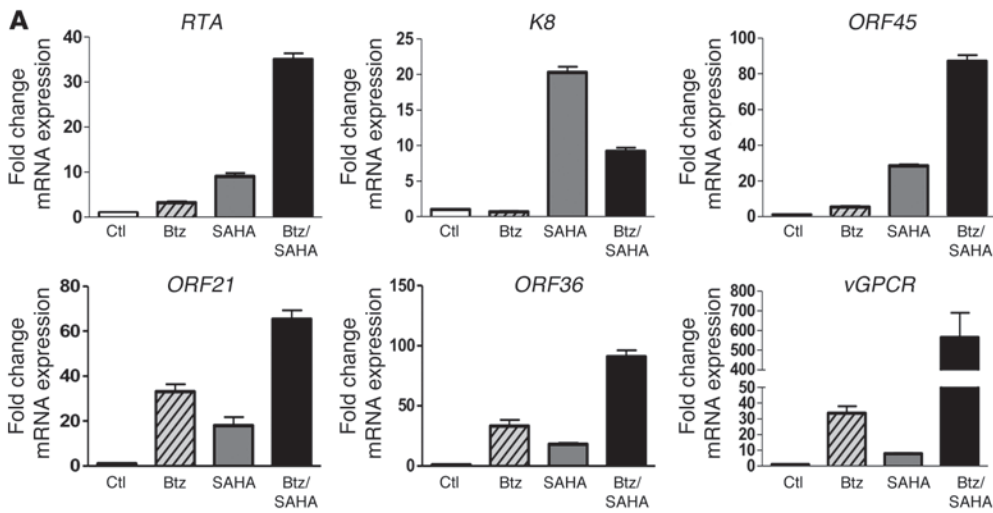 A
RTA
Fold change
mRNA expression
40
30
20
10
0
Ctl
Btz
SAHA
Btz/
SAHA
K8
Fold change
mRNA expression
25
20
15
10
5
0
Ctl
Btz
SAHA
Btz/
SAHA
ORF45
Fold change
mRNA expression
100
80
60
40
20
0
Ctl
Btz
SAHA
Btz/
SAHA
ORF21
Fold change
mRNA expression
80
60
40
20
0
Ctl
Btz
SAHA
Btz/
SAHA
ORF36
Fold change
mRNA expression
150
100
50
0
Ctl
Btz
SAHA
Btz/
SAHA
vGPCR
Fold change
mRNA expression
800
700
600
500
400
50
40
30
20
10
0
Ctl
Btz
SAHA
Btz/
SAHA